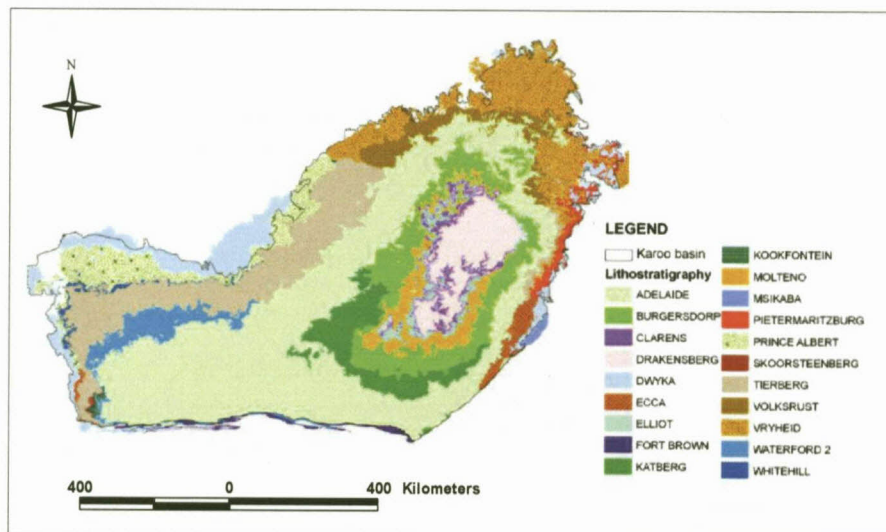 N
LEGEND
Karoo basin
Lithostratigraphy
ADELAIDE
BURGERSDORP
CLARENS
DRAKENSBERG
DWYKA
ECCA
ELLIOT
FORT BROWN
KATBERG
KOOKFONTEIN
MOLTENO
MSIKABA
PIETERMARITZBURG
PRINCE ALBERT
SKOORSTEENBERG
TIERBERG
VOLKSRUST
VRYHEID
WATERFORD 2
WHITEHILL
400 0 400 Kilometers